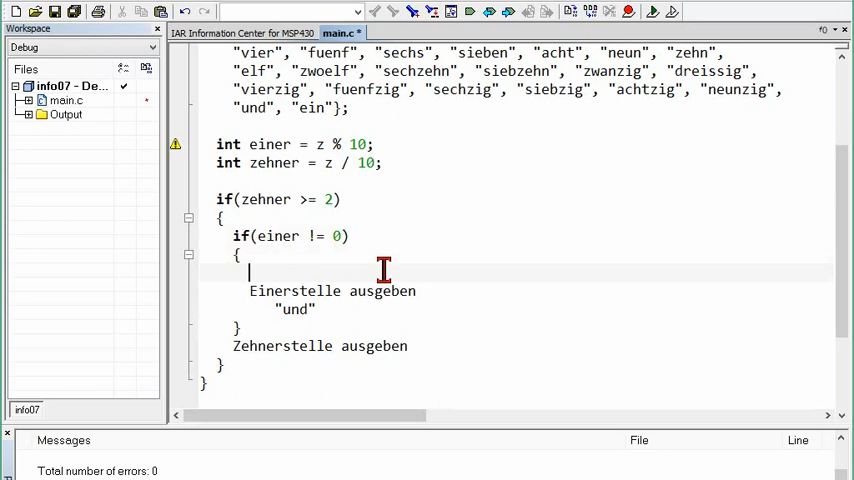 Workspace
Debug
Files
info07 - De...
main.c
Output
info07
IAR Information Center for MSP430
main.c *
f()
"vier", "fuenf", "sechs", "sieben", "acht", "neun", "zehn",
"elf", "zwoelf", "sechzehn", "siebzehn", "zwanzig", "dreissig",
"vierzig", "fuenfzig", "sechzig", "siebzig", "achtzig", "neunzig",
"und", "ein"};
int einer = z % 10;
int zehner = z / 10;
if(zehner >= 2)
{
if(einer != 0)
{
Einerstelle ausgeben
"und"
}
Zehnerstelle ausgeben
}
}
Messages File Line
Total number of errors: 0